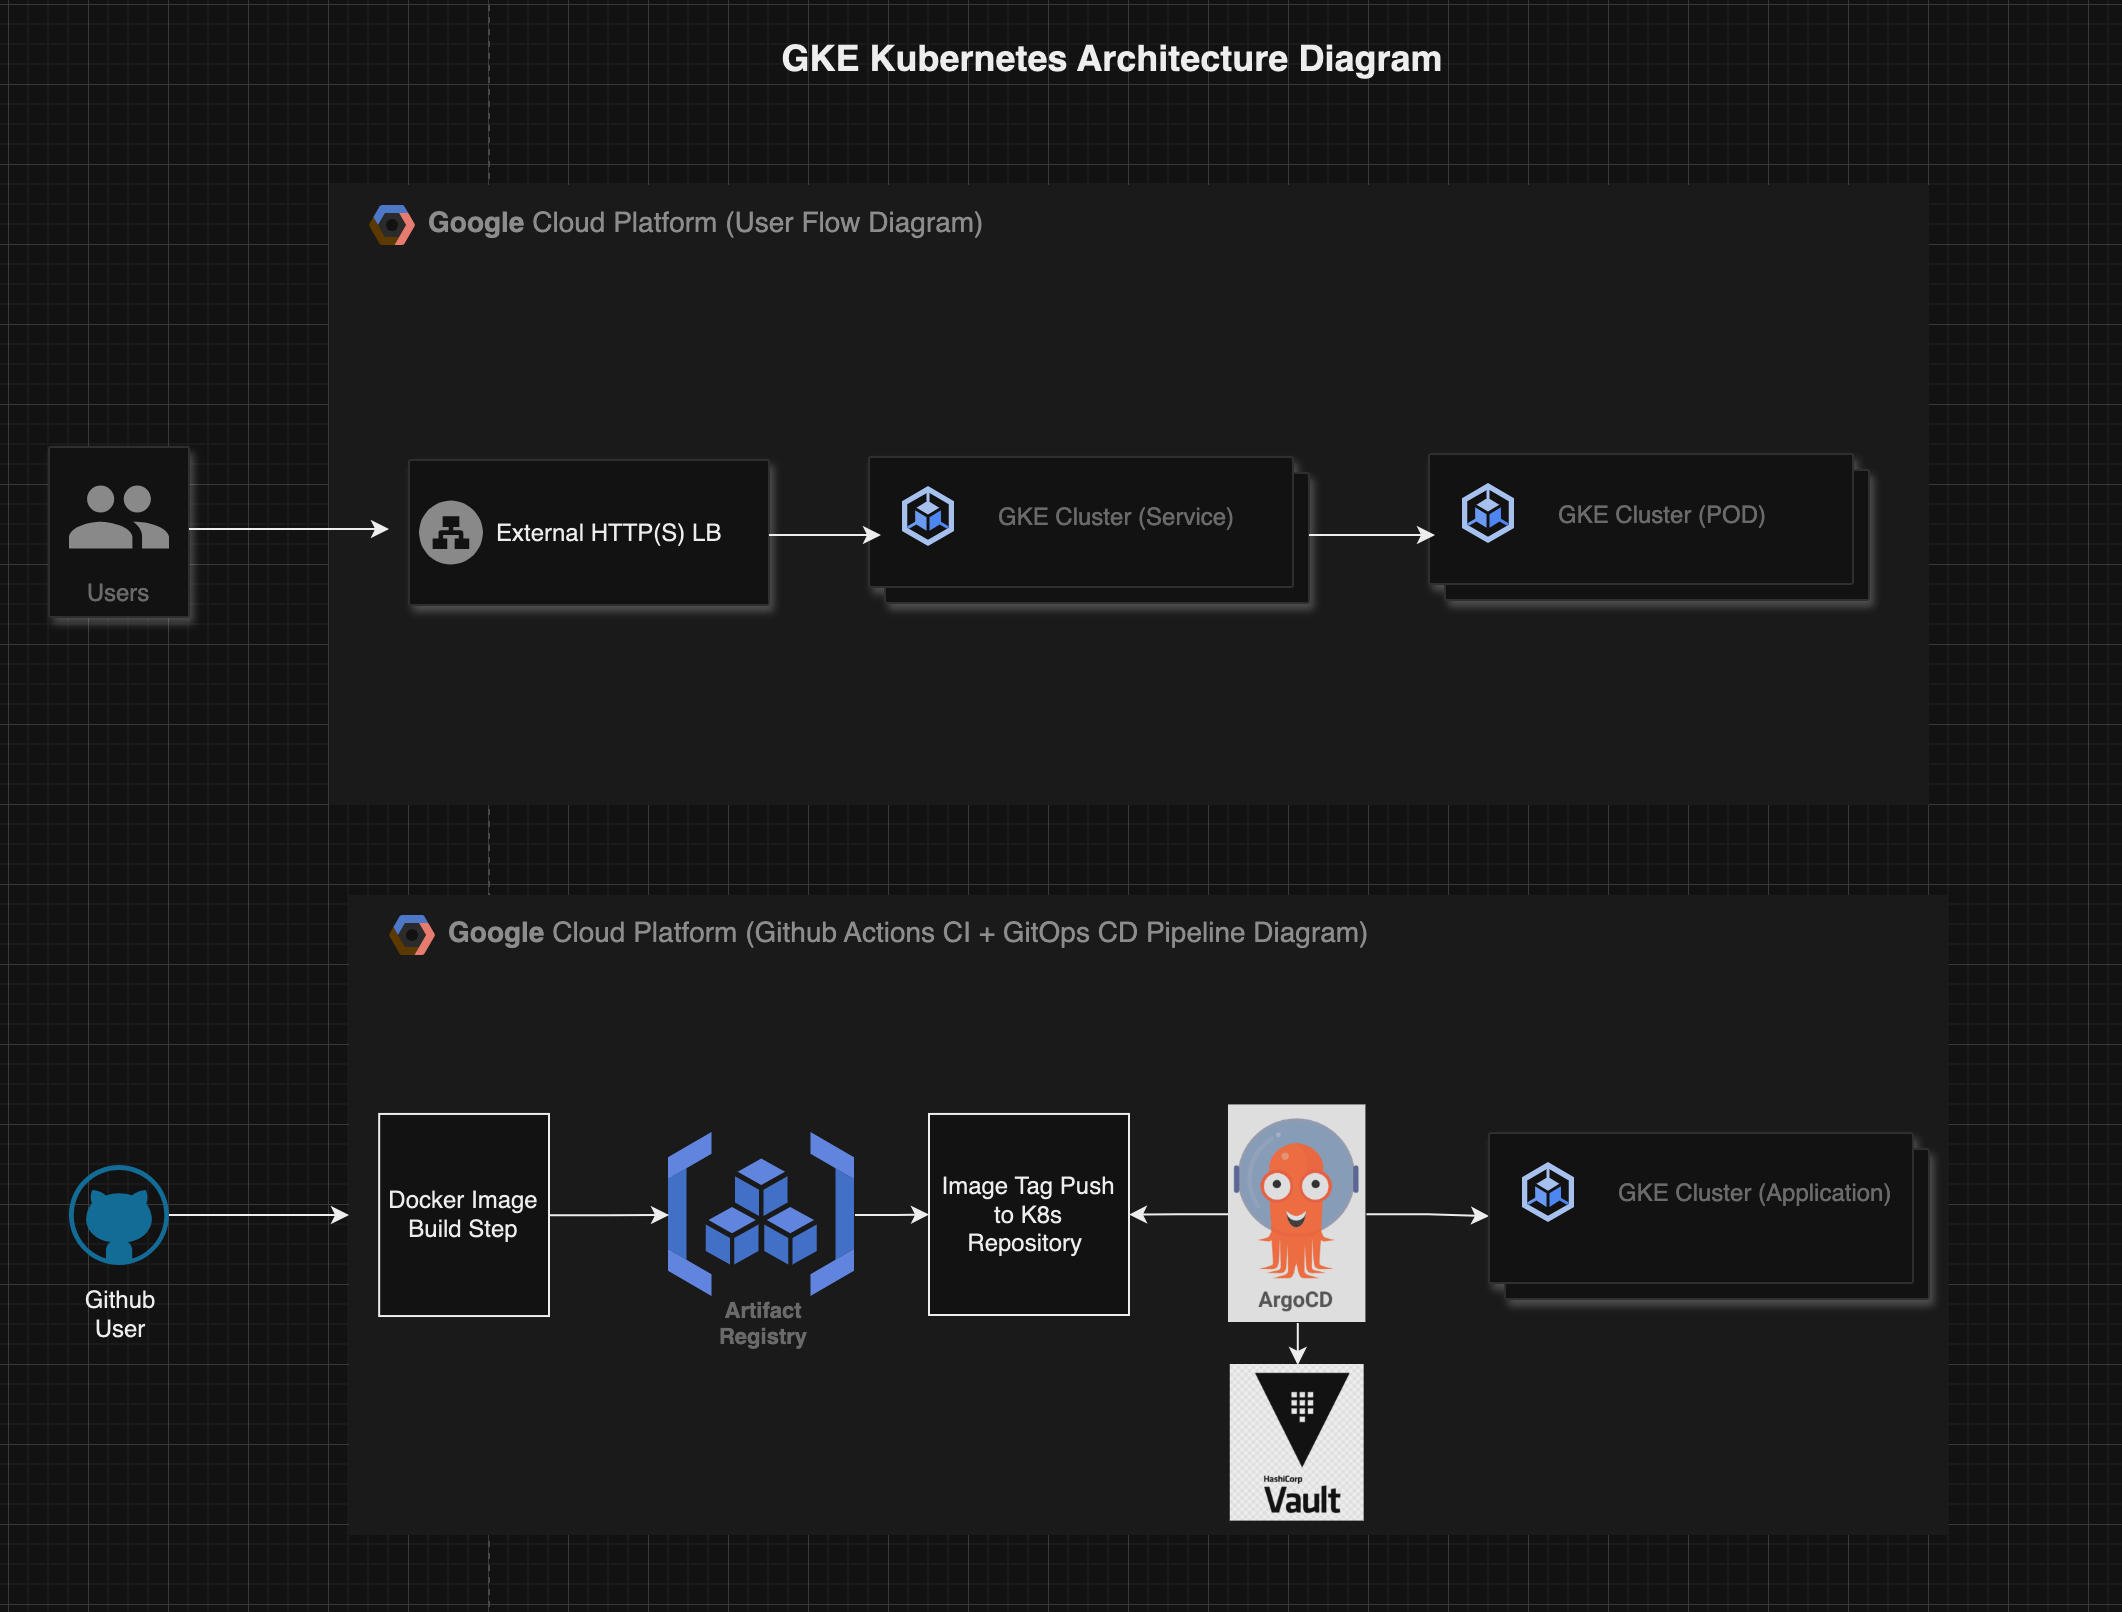 GKE Kubernetes Architecture Diagram
Google Cloud Platform (User Flow Diagram)
Users
External HTTP(S) LB
GKE Cluster (Service)
GKE Cluster (POD)
Google Cloud Platform (Github Actions CI + GitOps CD Pipeline Diagram)
Github
User
Docker Image
Build Step
Artifact
Registry
Image Tag Push
to K8s
Repository
ArgoCD
HashiCorp
Vault
GKE Cluster (Application)